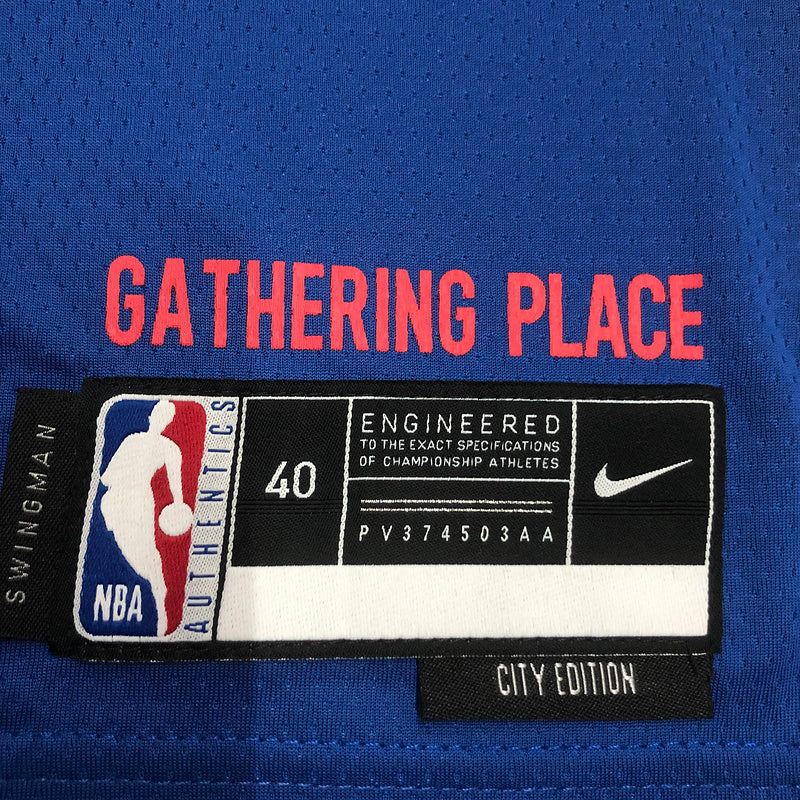 GATHERING PLACE
SWINGMAN
NBA
AUTHENTICS
40
ENGINEERED
TO THE EXACT SPECIFICATIONS
OF CHAMPIONSHIP ATHLETES
PV374503AA
CITY EDITION